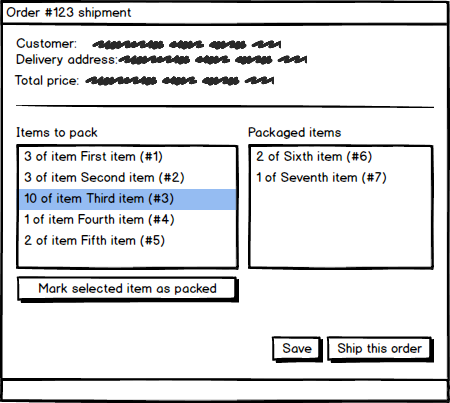 Order #123 shipment
Customer:
Delivery address:
Total price:
Items to pack
3 of item First item (#1)
3 of item Second item (#2)
10 of item Third item (#3)
1 of item Fourth item (#4)
2 of item Fifth item (#5)
Mark selected item as packed
Packaged items
2 of Sixth item (#6)
1 of Seventh item (#7)
Save
Ship this order